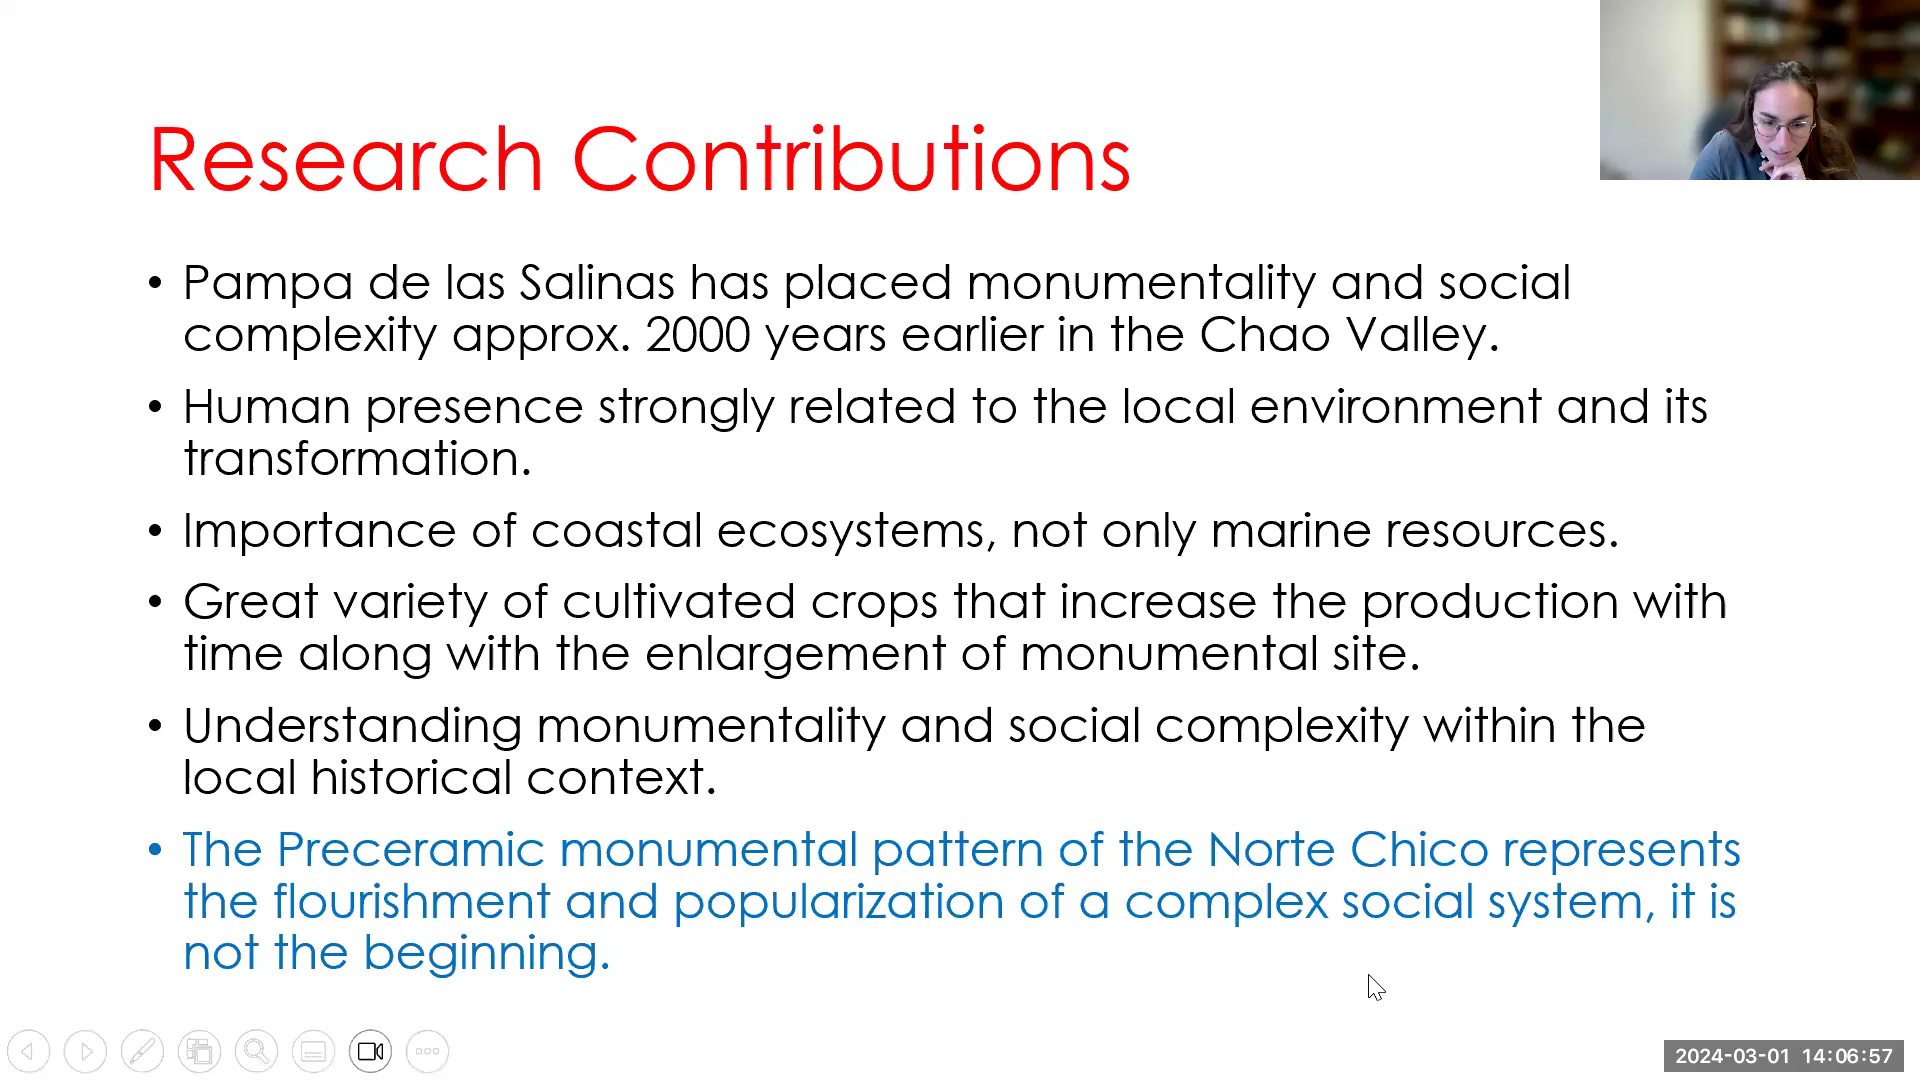 Research Contributions
• Pampa de las Salinas has placed monumentality and social
complexity approx. 2000 years earlier in the Chao Valley.
• Human presence strongly related to the local environment and its
transformation.
• Importance of coastal ecosystems, not only marine resources.
• Great variety of cultivated crops that increase the production with
time along with the enlargement of monumental site.
• Understanding monumentality and social complexity within the
local historical context.
• The Preceramic monumental pattern of the Norte Chico represents
the flourishment and popularization of a complex social system, it is
not the beginning.
2024-03-01 14:06:57